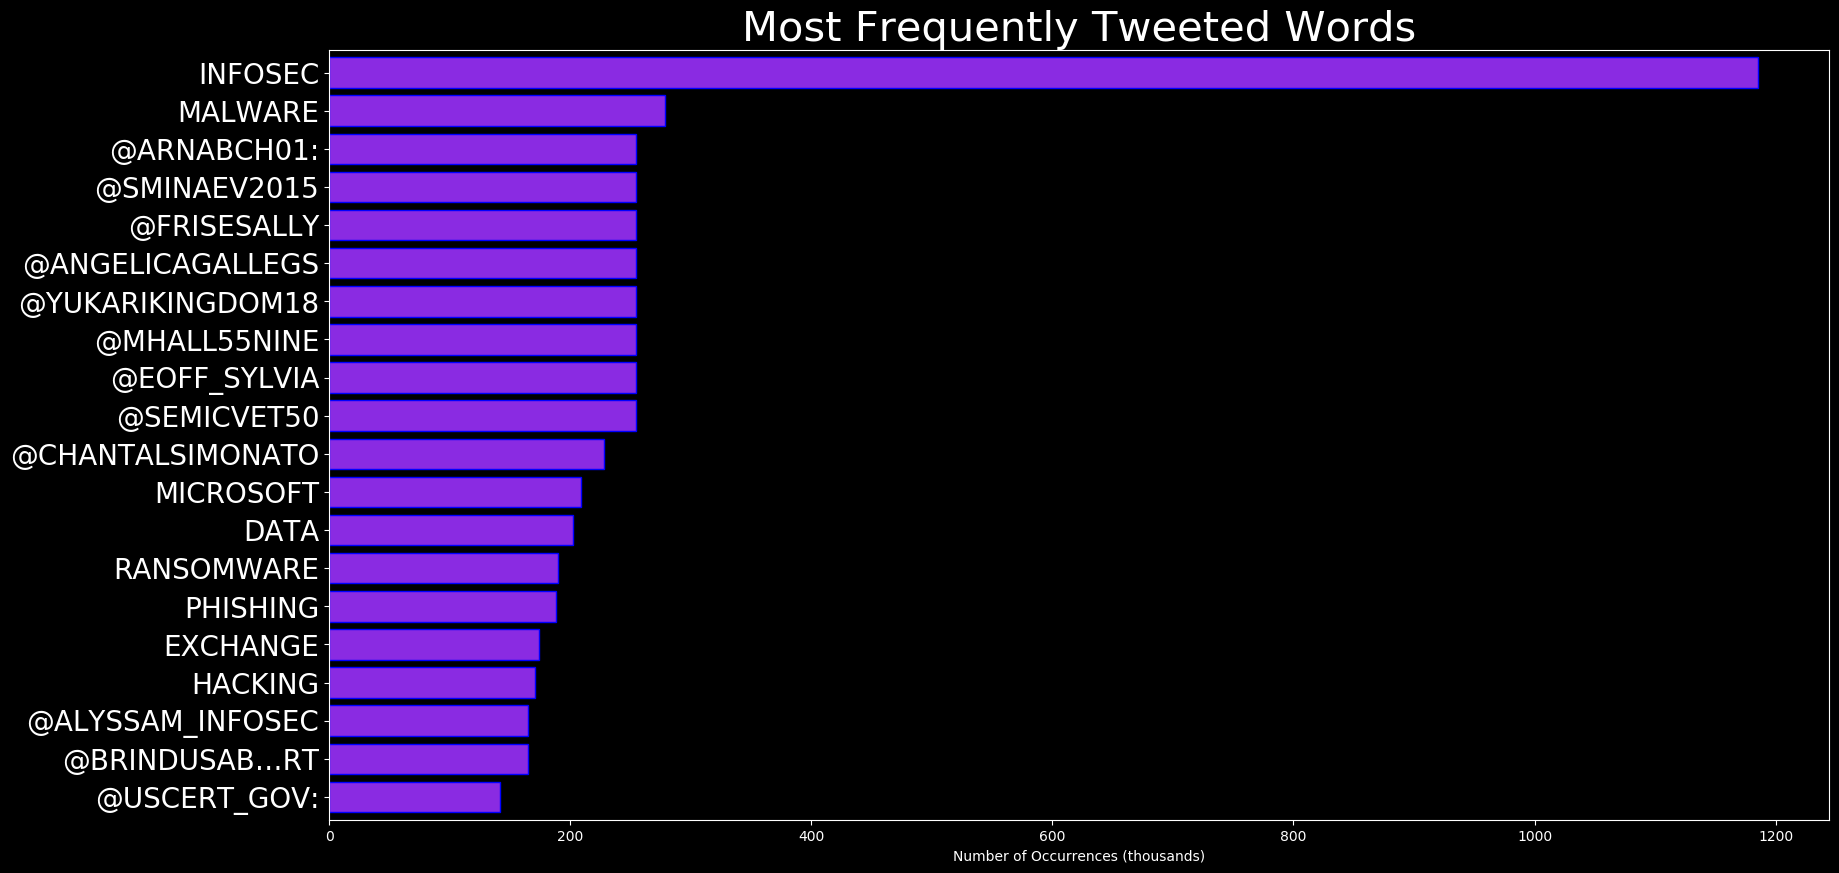 Most Frequently Tweeted Words
INFOSEC
MALWARE
@ARNABCH01:
@SMINAEV2015
@FRISESALLY
@ANGELICAGALLEGS
@YUKARIKINGDOM18
@MHALL55NINE
@EOFF_SYLVIA
@SEMICVET50
@CHANTALSIMONATO
MICROSOFT
DATA
RANSOMWARE
PHISHING
EXCHANGE
HACKING
@ALYSSAM_INFOSEC
@BRINDUSAB…RT
@USCERT_GOV:
0 200 400 600 800 1000 1200
Number of Occurrences (thousands)